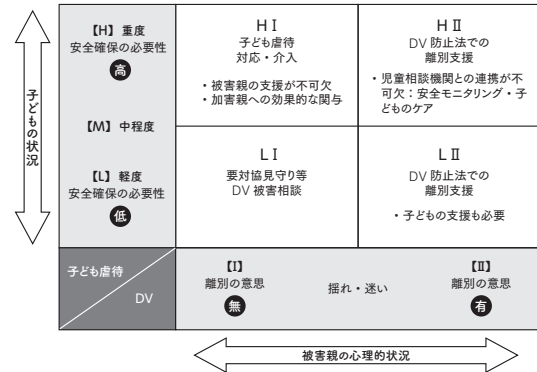 子どもの状況
【H】重度
安全確保の必要性
高
【M】中程度
【L】軽度
安全確保の必要性
低
HⅠ
子ども虐待
対応・介入
・被害親の支援が不可欠
・加害親への効果的な関与
HⅡ
DV防止法での
離別支援
・児童相談機関との連携が不
可欠：安全モニタリング・子
どものケア
LⅠ
要対協見守り等
DV被害相談
LⅡ
DV防止法での
離別支援
・子どもの支援も必要
子ども虐待
DV
【Ⅰ】
離別の意思
無
揺れ・迷い
【Ⅱ】
離別の意思
有
被害親の心理的状況